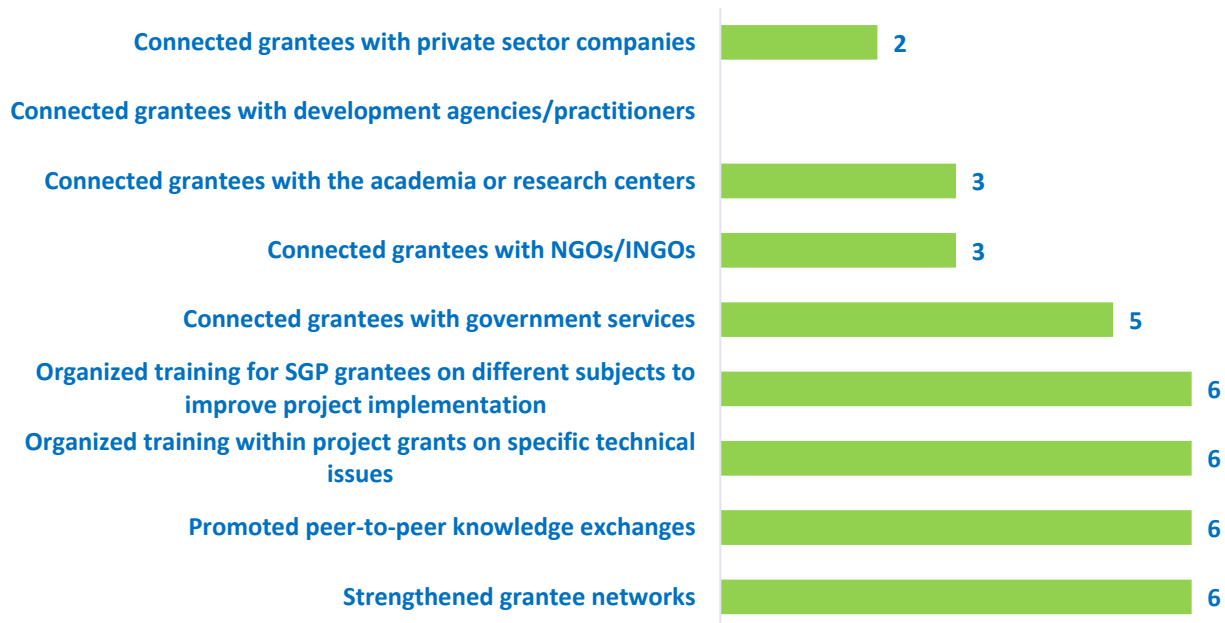 Connected grantees with private sector companies
2
Connected grantees with development agencies/practitioners
Connected grantees with the academia or research centers
3
Connected grantees with NGOs/INGOs
3
Connected grantees with government services
5
Organized training for SGP grantees on different subjects to
improve project implementation
6
Organized training within project grants on specific technical
issues
6
Promoted peer-to-peer knowledge exchanges
6
Strengthened grantee networks
6